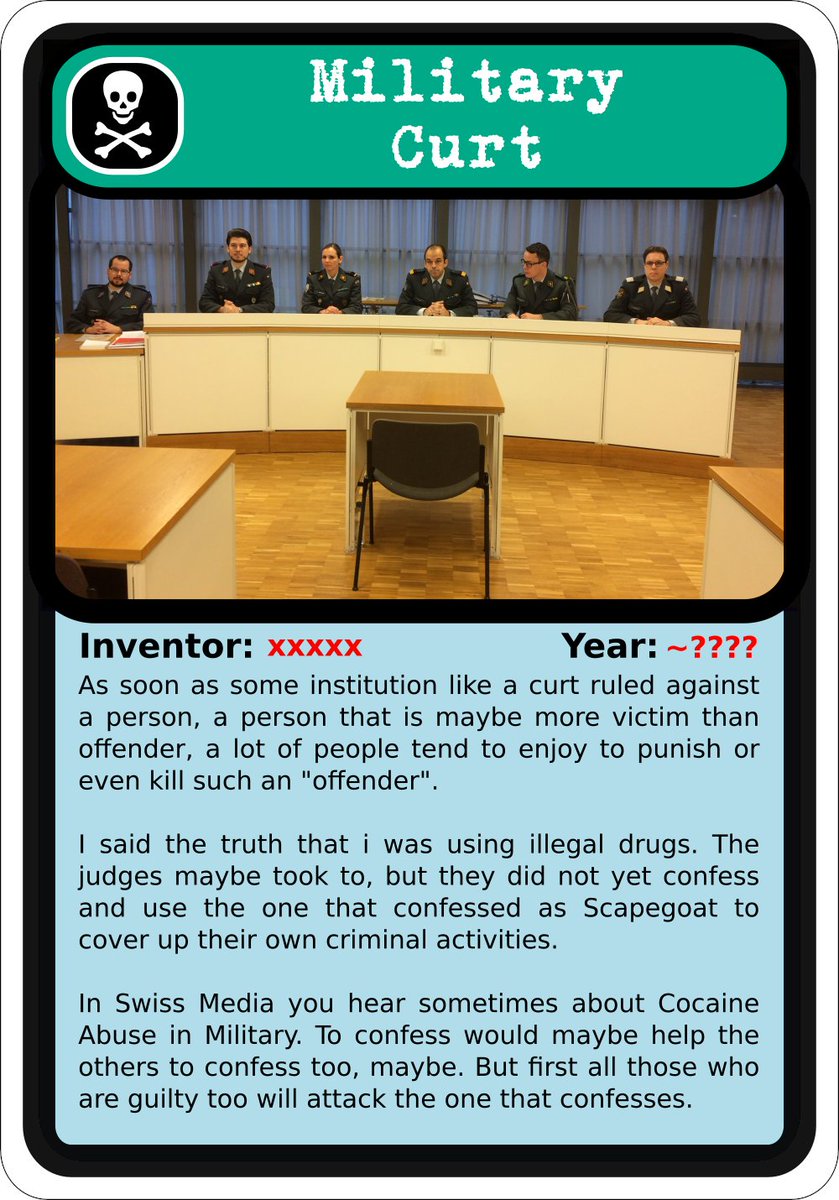 Military
Curt
Inventor: xxxxx Year: ~????
As soon as some institution like a curt ruled against
a person, a person that is maybe more victim than
offender, a lot of people tend to enjoy to punish or
even kill such an "offender".
I said the truth that i was using illegal drugs. The
judges maybe took to, but they did not yet confess
and use the one that confessed as Scapegoat to
cover up their own criminal activities.
In Swiss Media you hear sometimes about Cocaine
Abuse in Military. To confess would maybe help the
others to confess too, maybe. But first all those who
are guilty too will attack the one that confesses.